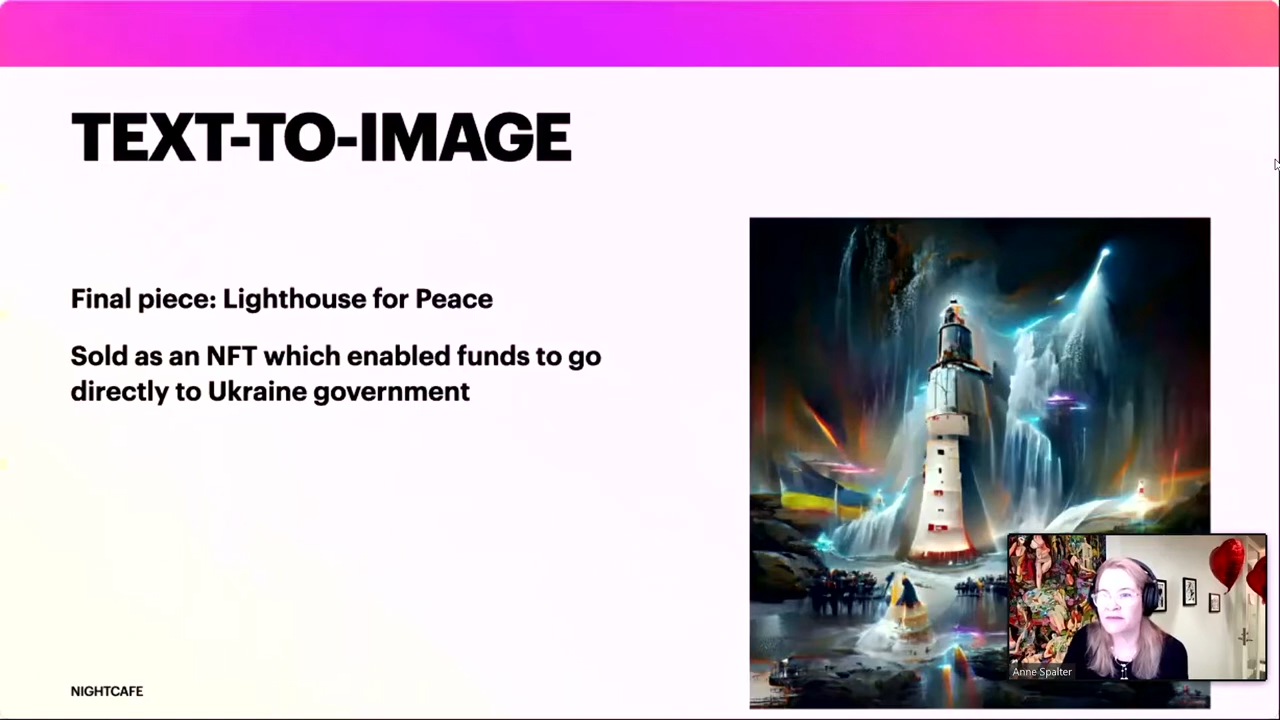 TEXT-TO-IMAGE
Final piece: Lighthouse for Peace
Sold as an NFT which enabled funds to go
directly to Ukraine government
NIGHTCAFE
Anne Spalter